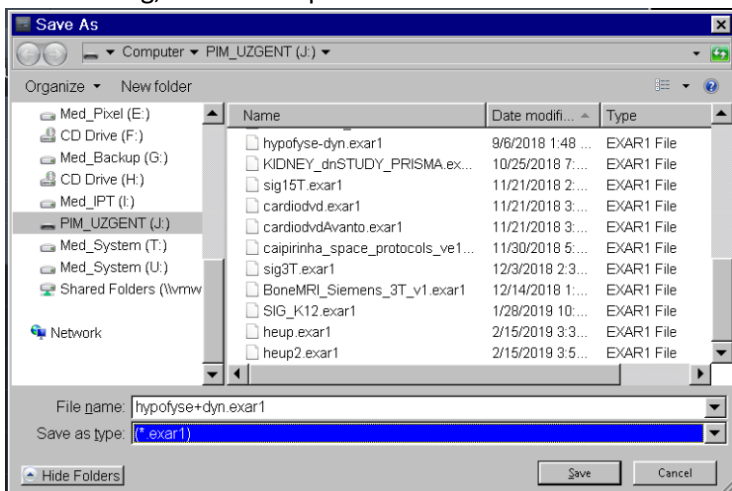 Save As
Computer PIM_UZGENT (J:)
Organize New folder
Med_Pixel (E:)
CD Drive (F:)
Med_Backup (G:)
CD Drive (H:)
Med_IPT (I:)
PIM_UZGENT (J:)
Med_System (T:)
Med_System (U:)
Shared Folders (\\vmw
Network
Name Date modifi... Type
hypofyse-dyn.exar1 9/6/2018 1:48 ... EXAR1 File
KIDNEY_dnSTUDY_PRISMA.ex... 10/25/2018 7:... EXAR1 File
sig15T.exar1 11/21/2018 2:... EXAR1 File
cardiodvd.exar1 11/21/2018 3:... EXAR1 File
cardiodvdAvanto.exar1 11/21/2018 3:... EXAR1 File
caipirinha_space_protocols_ve1... 11/30/2018 5:... EXAR1 File
sig3T.exar1 12/3/2018 2:3... EXAR1 File
BoneMRI_Siemens_3T_v1.exar1 12/14/2018 1:... EXAR1 File
SIG_K12.exar1 1/28/2019 10:... EXAR1 File
heup.exar1 2/15/2019 3:3... EXAR1 File
heup2.exar1 2/15/2019 3:5... EXAR1 File
File name: hypofyse+dyn.exar1
Save as type: (*.exar1)
Hide Folders Save Cancel